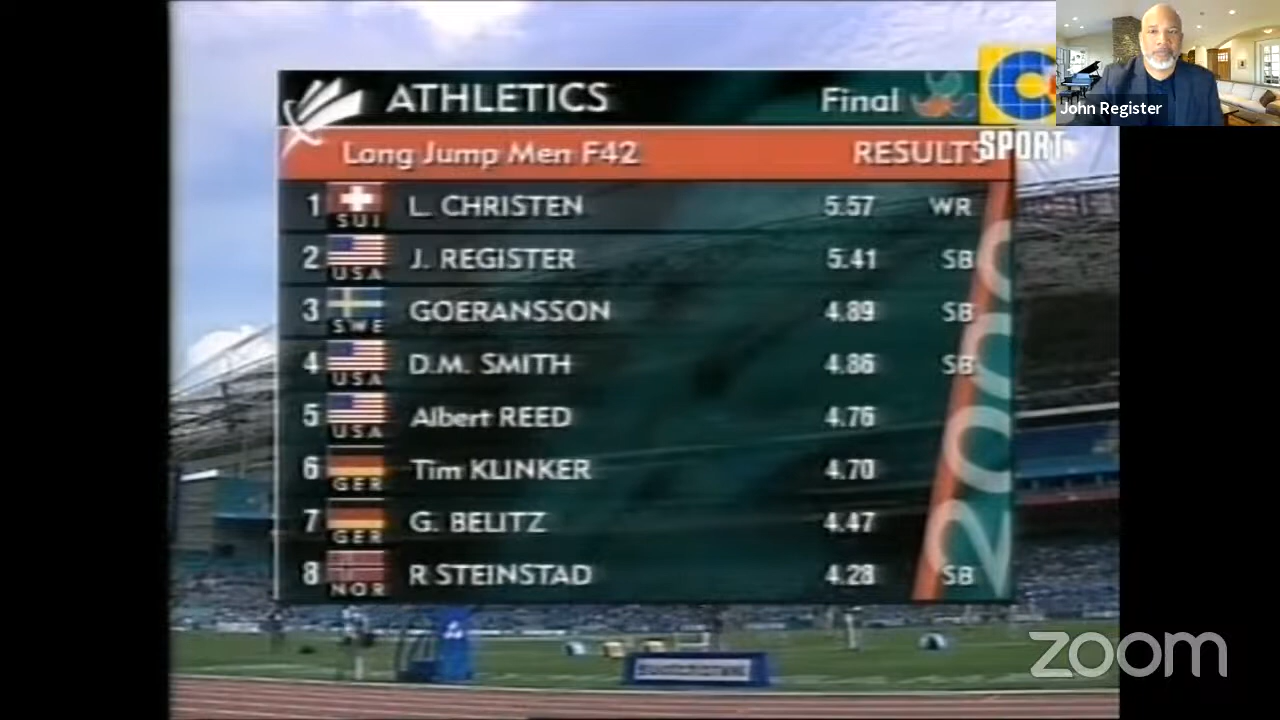 ATHLETICS Final
C
SPORT
John Register
Long Jump Men F42 RESULTS
1 SUI L. CHRISTEN 5.57 WR
2 USA J. REGISTER 5.41 SB
3 SWE GOERANSSON 4.89 SB
4 USA D.M. SMITH 4.86 SB
5 USA Albert REED 4.76
6 GER Tim KLINKER 4.70
7 GER G. BELITZ 4.47
8 NOR R STEINSTAD 4.28 SB
2000
zoom